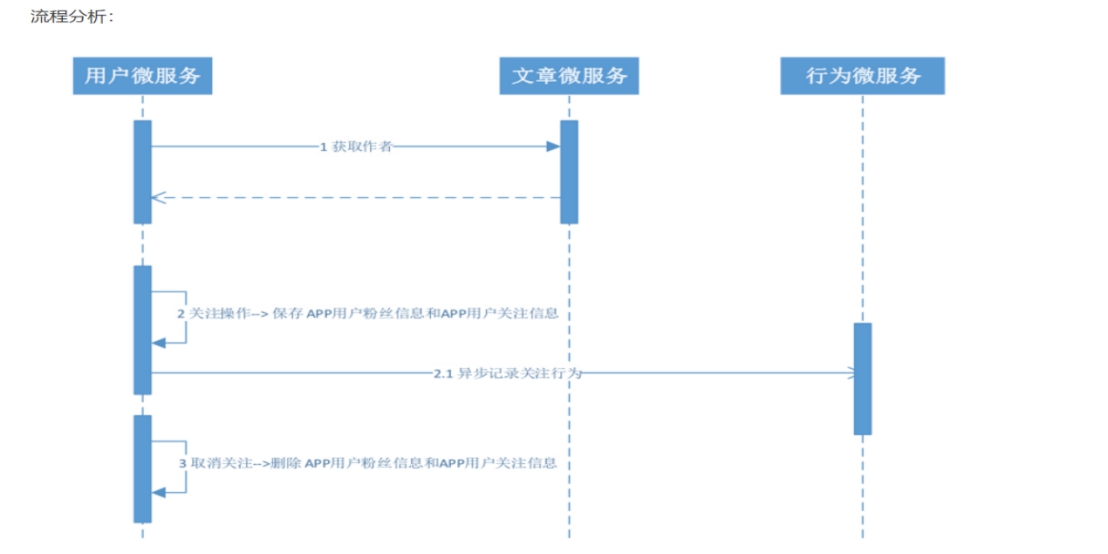 流程分析：
用户微服务
文章微服务
行为微服务
1 获取作者
2 关注操作--> 保存 APP用户粉丝信息和APP用户关注信息
2.1 异步记录关注行为
3 取消关注-->删除 APP用户粉丝信息和APP用户关注信息